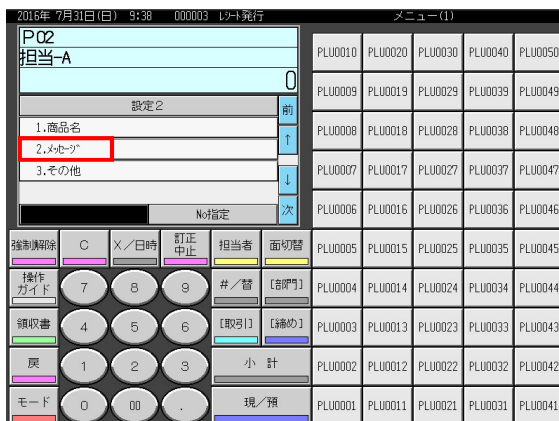 2016年 7月31日(日) 9:38 000003 レシート発行 メニュー(1)
P02
担当-A
0
設定2
前
1.商品名
2.メッセージ
↑
3.その他
↓
No指定
次
強制解除 C X/日時 訂正中止 担当者 面切替
操作ガイド 7 8 9 #/替 [部門]
領収書 4 5 6 [取引] [締め]
戻 1 2 3 小 計
モード 0 00 . 現/預
PLU0010 PLU0020 PLU0030 PLU0040 PLU0050
PLU0009 PLU0019 PLU0029 PLU0039 PLU0049
PLU0008 PLU0018 PLU0028 PLU0038 PLU0048
PLU0007 PLU0017 PLU0027 PLU0037 PLU0047
PLU0006 PLU0016 PLU0026 PLU0036 PLU0046
PLU0005 PLU0015 PLU0025 PLU0035 PLU0045
PLU0004 PLU0014 PLU0024 PLU0034 PLU0044
PLU0003 PLU0013 PLU0023 PLU0033 PLU0043
PLU0002 PLU0012 PLU0022 PLU0032 PLU0042
PLU0001 PLU0011 PLU0021 PLU0031 PLU0041